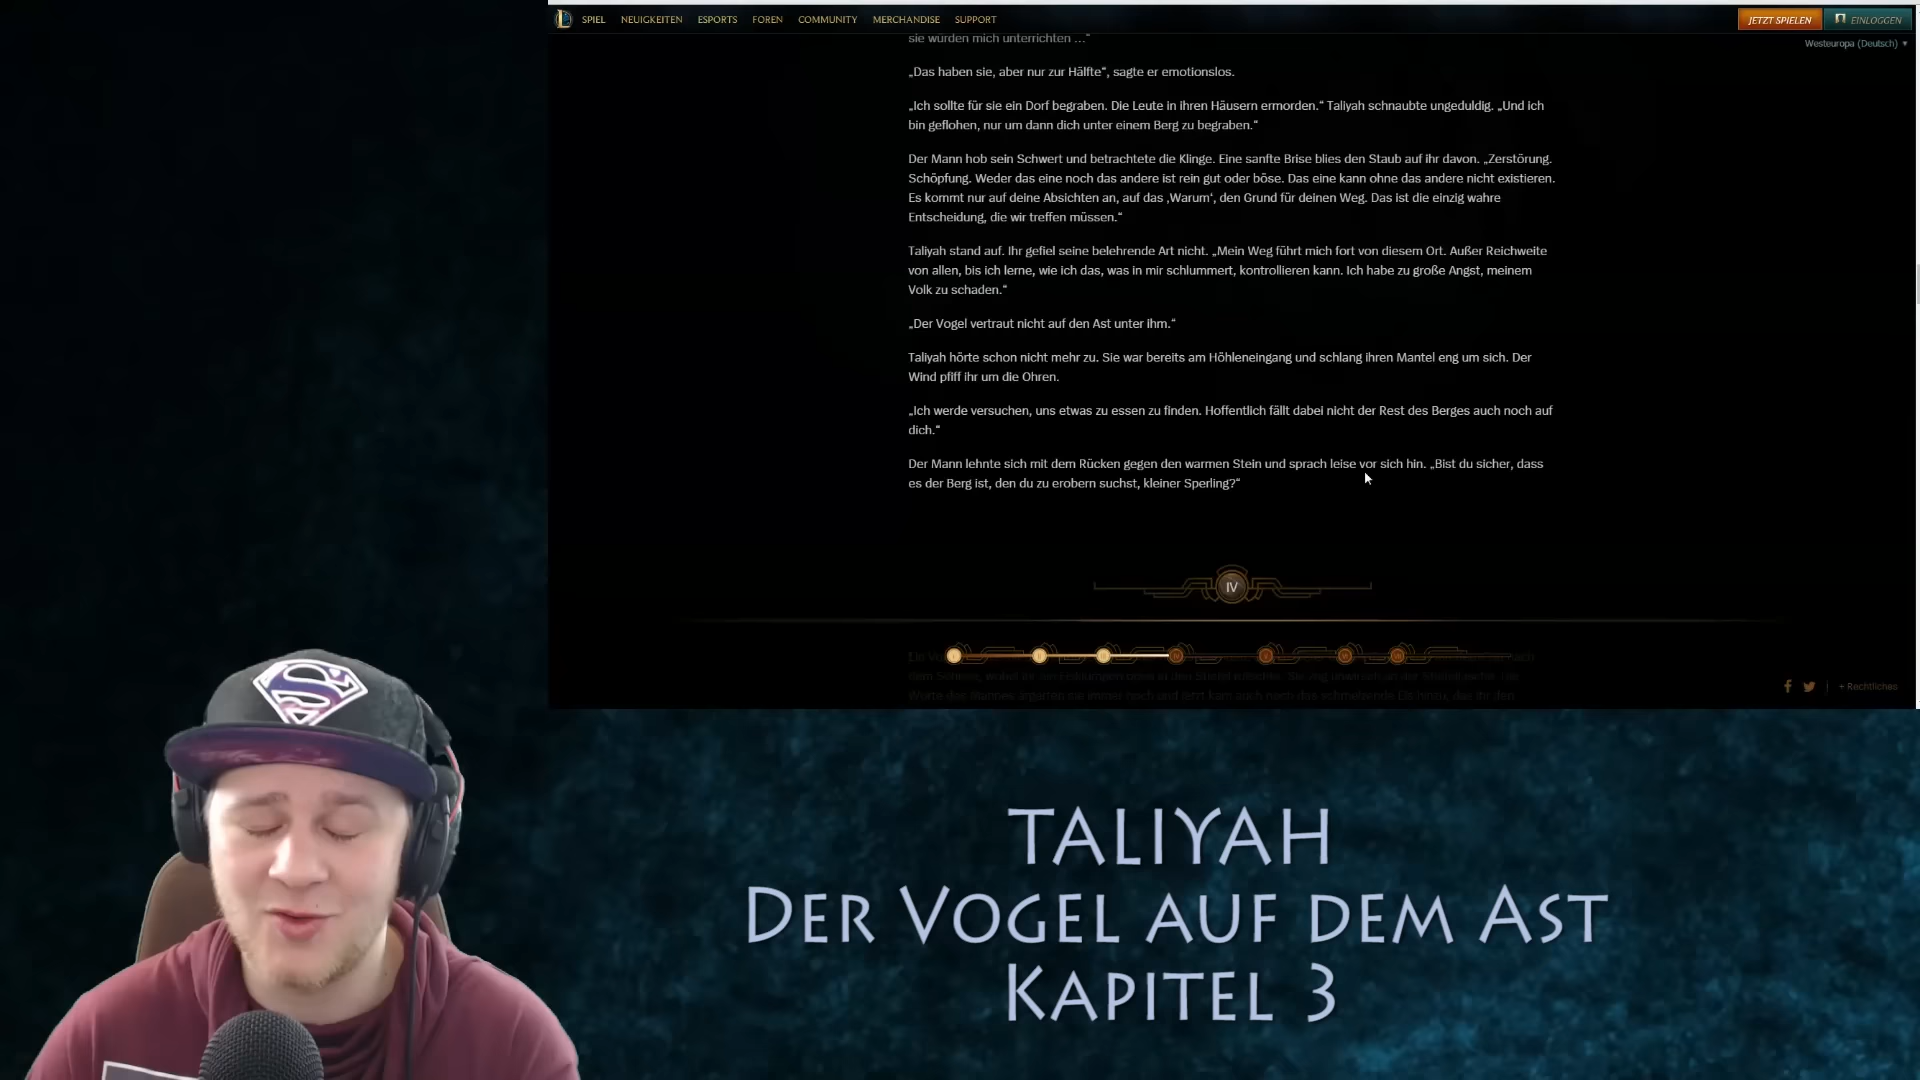 SPIEL NEUIGKEITEN ESPORTS FOREN COMMUNITY MERCHANDISE SUPPORT
JETZT SPIELEN EINLOGGEN
Westeuropa (Deutsch) ▾
sie würden mich unterrichten …“
„Das haben sie, aber nur zur Hälfte“, sagte er emotionslos.
„Ich sollte für sie ein Dorf begraben. Die Leute in ihren Häusern ermorden.“ Taliyah schnaubte ungeduldig. „Und ich
bin geflohen, nur um dann dich unter einem Berg zu begraben.“
Der Mann hob sein Schwert und betrachtete die Klinge. Eine sanfte Brise blies den Staub auf ihr davon. „Zerstörung.
Schöpfung. Weder das eine noch das andere ist rein gut oder böse. Das eine kann ohne das andere nicht existieren.
Es kommt nur auf deine Absichten an, auf das ‚Warum‘, den Grund für deinen Weg. Das ist die einzig wahre
Entscheidung, die wir treffen müssen.“
Taliyah stand auf. Ihr gefiel seine belehrende Art nicht. „Mein Weg führt mich fort von diesem Ort. Außer Reichweite
von allen, bis ich lerne, wie ich das, was in mir schlummert, kontrollieren kann. Ich habe zu große Angst, meinem
Volk zu schaden.“
„Der Vogel vertraut nicht auf den Ast unter ihm.“
Taliyah hörte schon nicht mehr zu. Sie war bereits am Höhleneingang und schlang ihren Mantel eng um sich. Der
Wind pfiff ihr um die Ohren.
„Ich werde versuchen, uns etwas zu essen zu finden. Hoffentlich fällt dabei nicht der Rest des Berges auch noch auf
dich.“
Der Mann lehnte sich mit dem Rücken gegen den warmen Stein und sprach leise vor sich hin. „Bist du sicher, dass
es der Berg ist, den du zu erobern suchst, kleiner Sperling?“
IV
+ Rechtliches
TALIYAH
DER VOGEL AUF DEM AST
KAPITEL 3